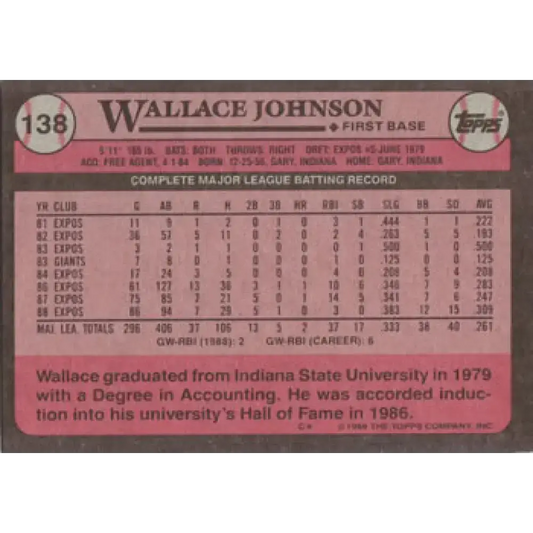 138
WALLACE JOHNSON
◆ FIRST BASE
TOPPS
5'11" 185 lb. BATS: BOTH THROWS: RIGHT DRFT: EXPOS #5-JUNE 1979
ACQ: FREE AGENT, 4-1-84 BORN: 12-25-56, GARY, INDIANA HOME: GARY, INDIANA
COMPLETE MAJOR LEAGUE BATTING RECORD
YR CLUB G AB R H 2B 3B HR RBI SB SLG BB SO AVG
81 EXPOS 11 9 1 2 0 1 0 3 1 .444 1 1 .222
82 EXPOS 36 57 5 11 0 2 0 2 4 .263 5 5 .193
83 EXPOS 3 2 1 1 0 0 0 0 1 .500 1 0 .500
83 GIANTS 7 8 0 1 0 0 0 1 0 .125 0 0 .125
84 EXPOS 17 24 3 5 0 0 0 4 0 .208 5 4 .208
86 EXPOS 61 127 13 36 3 1 1 10 6 .346 7 9 .283
87 EXPOS 75 85 7 21 5 0 1 14 5 .341 7 6 .247
88 EXPOS 86 94 7 29 5 1 0 3 0 .383 12 15 .309
MAJ. LEA. TOTALS 296 406 37 106 13 5 2 37 17 .333 38 40 .261
GW-RBI (1988): 2 GW-RBI (CAREER): 6
Wallace graduated from Indiana State University in 1979
with a Degree in Accounting. He was accorded induc-
tion into his university's Hall of Fame in 1986.
C* © 1989 THE TOPPS COMPANY, INC.